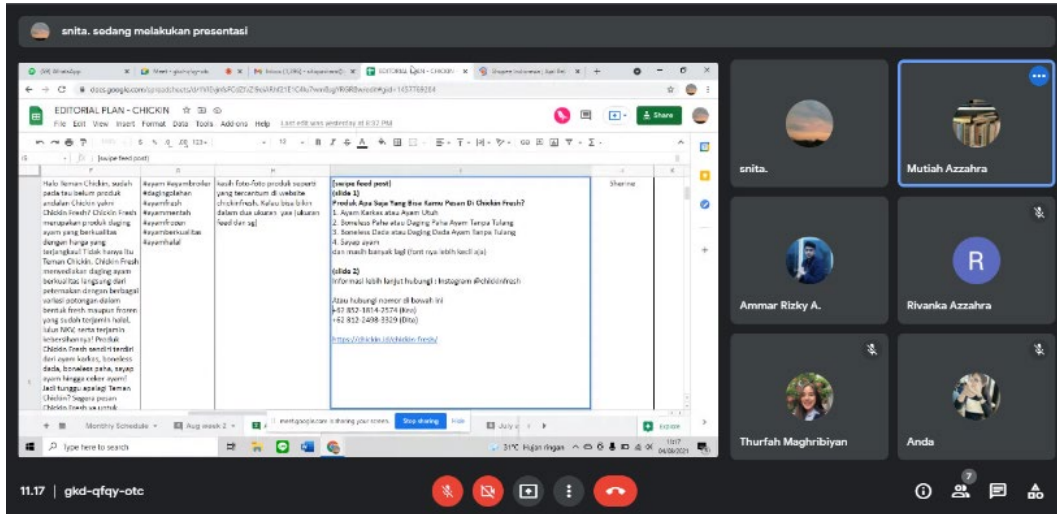 snita. sedang melakukan presentasi
EDITORIAL PLAN - CHICKIN
File Edit View Insert Format Data Tools Add-ons Help Last edit was yesterday at
Share
[swipe feed post]
Halo Teman Chickin, sudah
pada tau belum produk
andalan Chickin yakni
Chickin Fresh? Chickin Fresh
merupakan produk daging
ayam yang berkualitas
dengan harga yang
terjangkau! Tidak hanya itu
Teman Chickin, Chickin Fresh
menyediakan daging ayam
berkualitas langsung dari
peternakan dengan berbagai
variasi potongan dalam
bentuk fresh maupun frozen
yang sudah terjamin halal,
lulus NKV, serta terjamin
kebersihannya! Produk
Chickin Fresh sendiri terdiri
dari ayam karkas, boneless
dada, boneless paha, sayap
ayam hingga ceker ayam!
Jadi tunggu apalagi Teman
Chickin? Segera pesan
Chickin Fresh ya untuk
#ayam #ayambroiler
#dagingolahan
#ayamfresh
#ayammentah
#ayamfrozen
#ayamberkualitas
#ayamhalal
kasih foto-foto produk seperti
yang tercantum di website
chickinfresh. Kalau bisa bikin
dalam dua ukuran yaa (ukuran
feed dan sg)
[swipe feed post]
(slide 1)
Produk Apa Saja Yang Bisa Kamu Pesan Di Chickin Fresh?
1. Ayam Karkas atau Ayam Utuh
2. Boneless Paha atau Daging Paha Ayam Tanpa Tulang
3. Boneless Dada atau Daging Dada Ayam Tanpa Tulang
4. Sayap ayam
dan masih banyak lagi (font nya lebih kecil aja)
(slide 2)
Informasi lebih lanjut hubungi : Instagram @chickinfresh
Atau hubungi nomor di bawah ini
+62 852-1814-2574 (Kea)
+62 812-2498-3329 (Dita)
https://chickin.id/chickin-fresh/
Sharine
Monthly Schedule
Aug week 2
meet.google.com is sharing your screen.
Stop sharing
Hide
Explore
Type here to search
31°C Hujan ringan
11:17
04/08/2021
snita.
Mutiah Azzahra
Ammar Rizky A.
R
Rivanka Azzahra
Thurfah Maghribiyan
Anda
11.17 | gkd-qfqy-otc
7